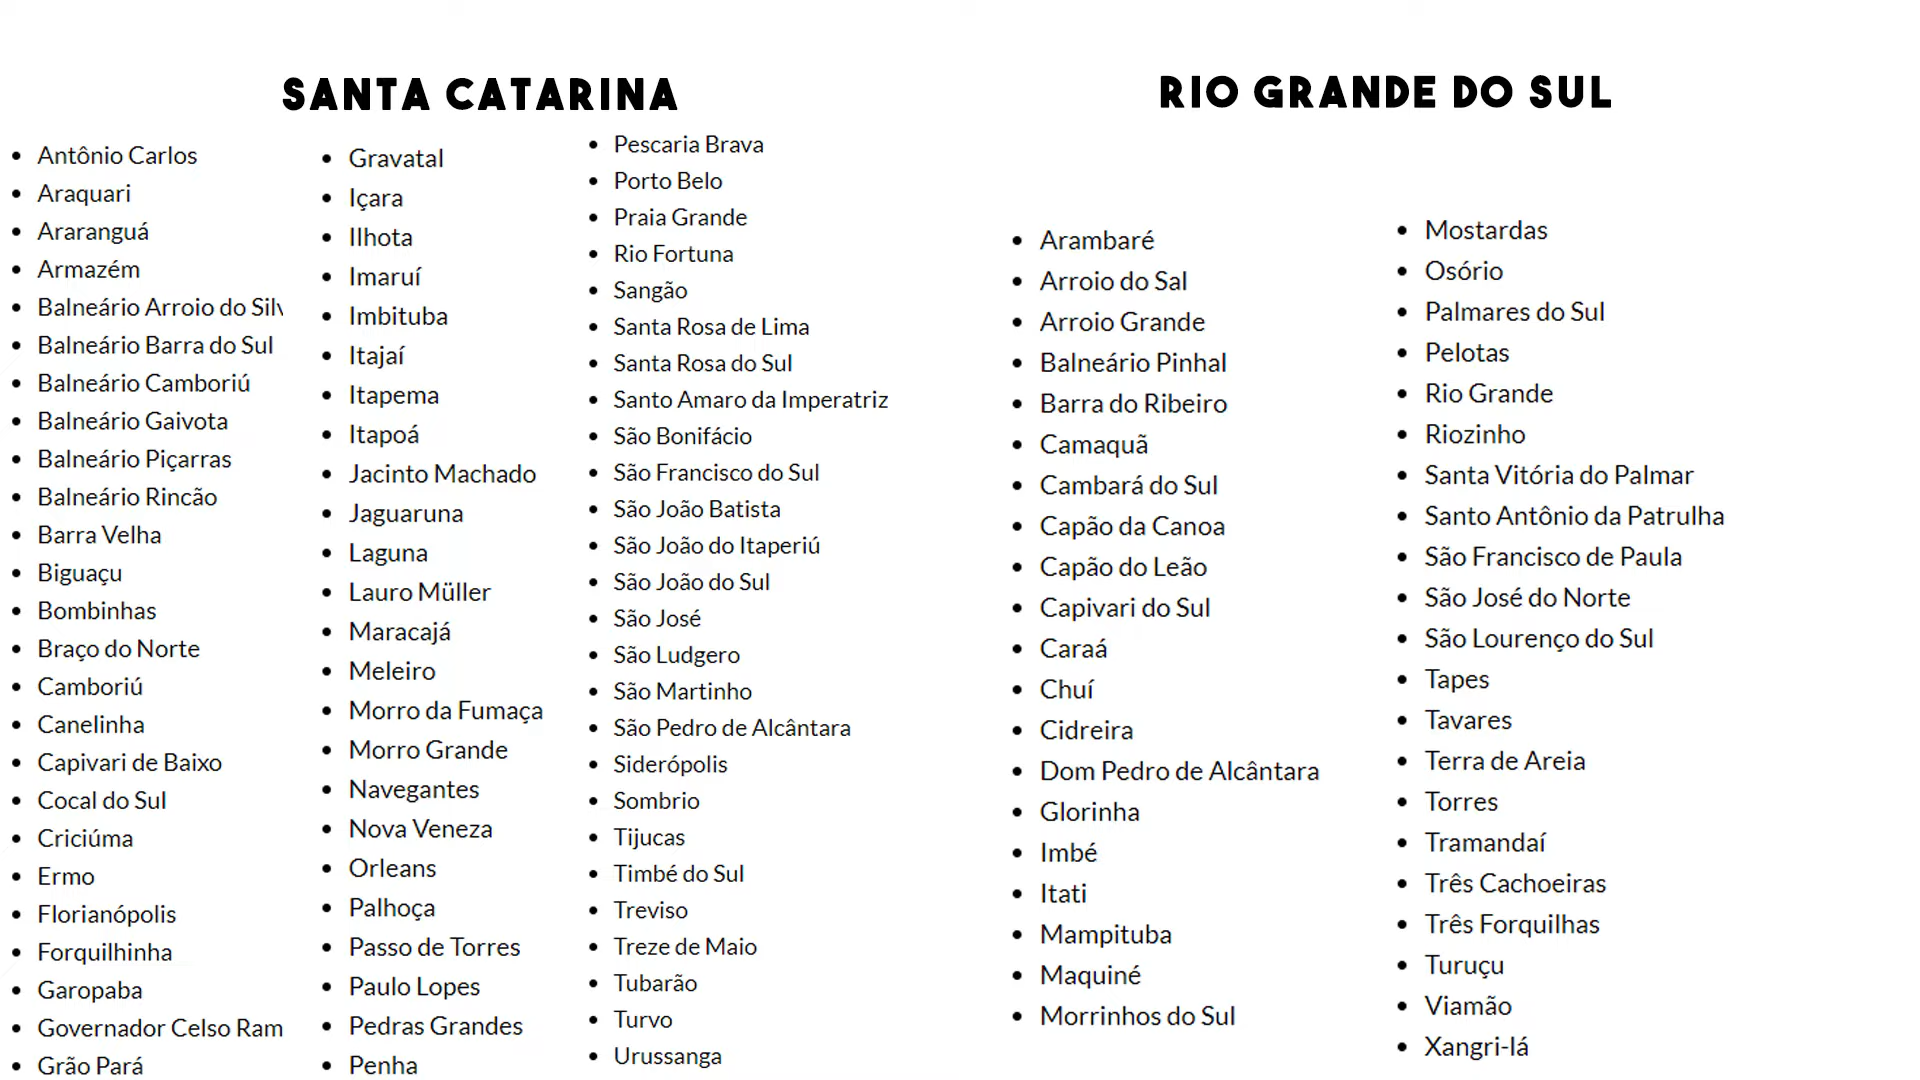 SANTA CATARINA
Antônio Carlos
Araquari
Araranguá
Armazém
Balneário Arroio do
Balneário Barra do Sul
Balneário Camboriú
Balneário Gaivota
Balneário Piçarras
Balneário Rincão
Barra Velha
Biguaçu
Bombinhas
Braço do Norte
Camboriú
Canelinha
Capivari de Baixo
Cocal do Sul
Criciúma
Ermo
Florianópolis
Forquilhinha
Garopaba
Governador Celso Ram
Grão Pará
Gravatal
Içara
Ilhota
Imaruí
Imbituba
Itajaí
Itapema
Itapoá
Jacinto Machado
Jaguaruna
Laguna
Lauro Müller
Maracajá
Meleiro
Morro da Fumaça
Morro Grande
Navegantes
Nova Veneza
Orleans
Palhoça
Passo de Torres
Paulo Lopes
Pedras Grandes
Penha
Pescaria Brava
Porto Belo
Praia Grande
Rio Fortuna
Sangão
Santa Rosa de Lima
Santa Rosa do Sul
Santo Amaro da Imperatriz
São Bonifácio
São Francisco do Sul
São João Batista
São João do Itaperiú
São João do Sul
São José
São Ludgero
São Martinho
São Pedro de Alcântara
Siderópolis
Sombrio
Tijucas
Timbé do Sul
Treviso
Treze de Maio
Tubarão
Turvo
Urussanga
RIO GRANDE DO SUL
Arambaré
Arroio do Sal
Arroio Grande
Balneário Pinhal
Barra do Ribeiro
Camaquã
Cambará do Sul
Capão da Canoa
Capão do Leão
Capivari do Sul
Caraá
Chuí
Cidreira
Dom Pedro de Alcântara
Glorinha
Imbé
Itati
Mampituba
Maquiné
Morrinhos do Sul
Mostardas
Osório
Palmares do Sul
Pelotas
Rio Grande
Riozinho
Santa Vitória do Palmar
Santo Antônio da Patrulha
São Francisco de Paula
São José do Norte
São Lourenço do Sul
Tapes
Tavares
Terra de Areia
Torres
Tramandaí
Três Cachoeiras
Três Forquilhas
Turuçu
Viamão
Xangri-lá